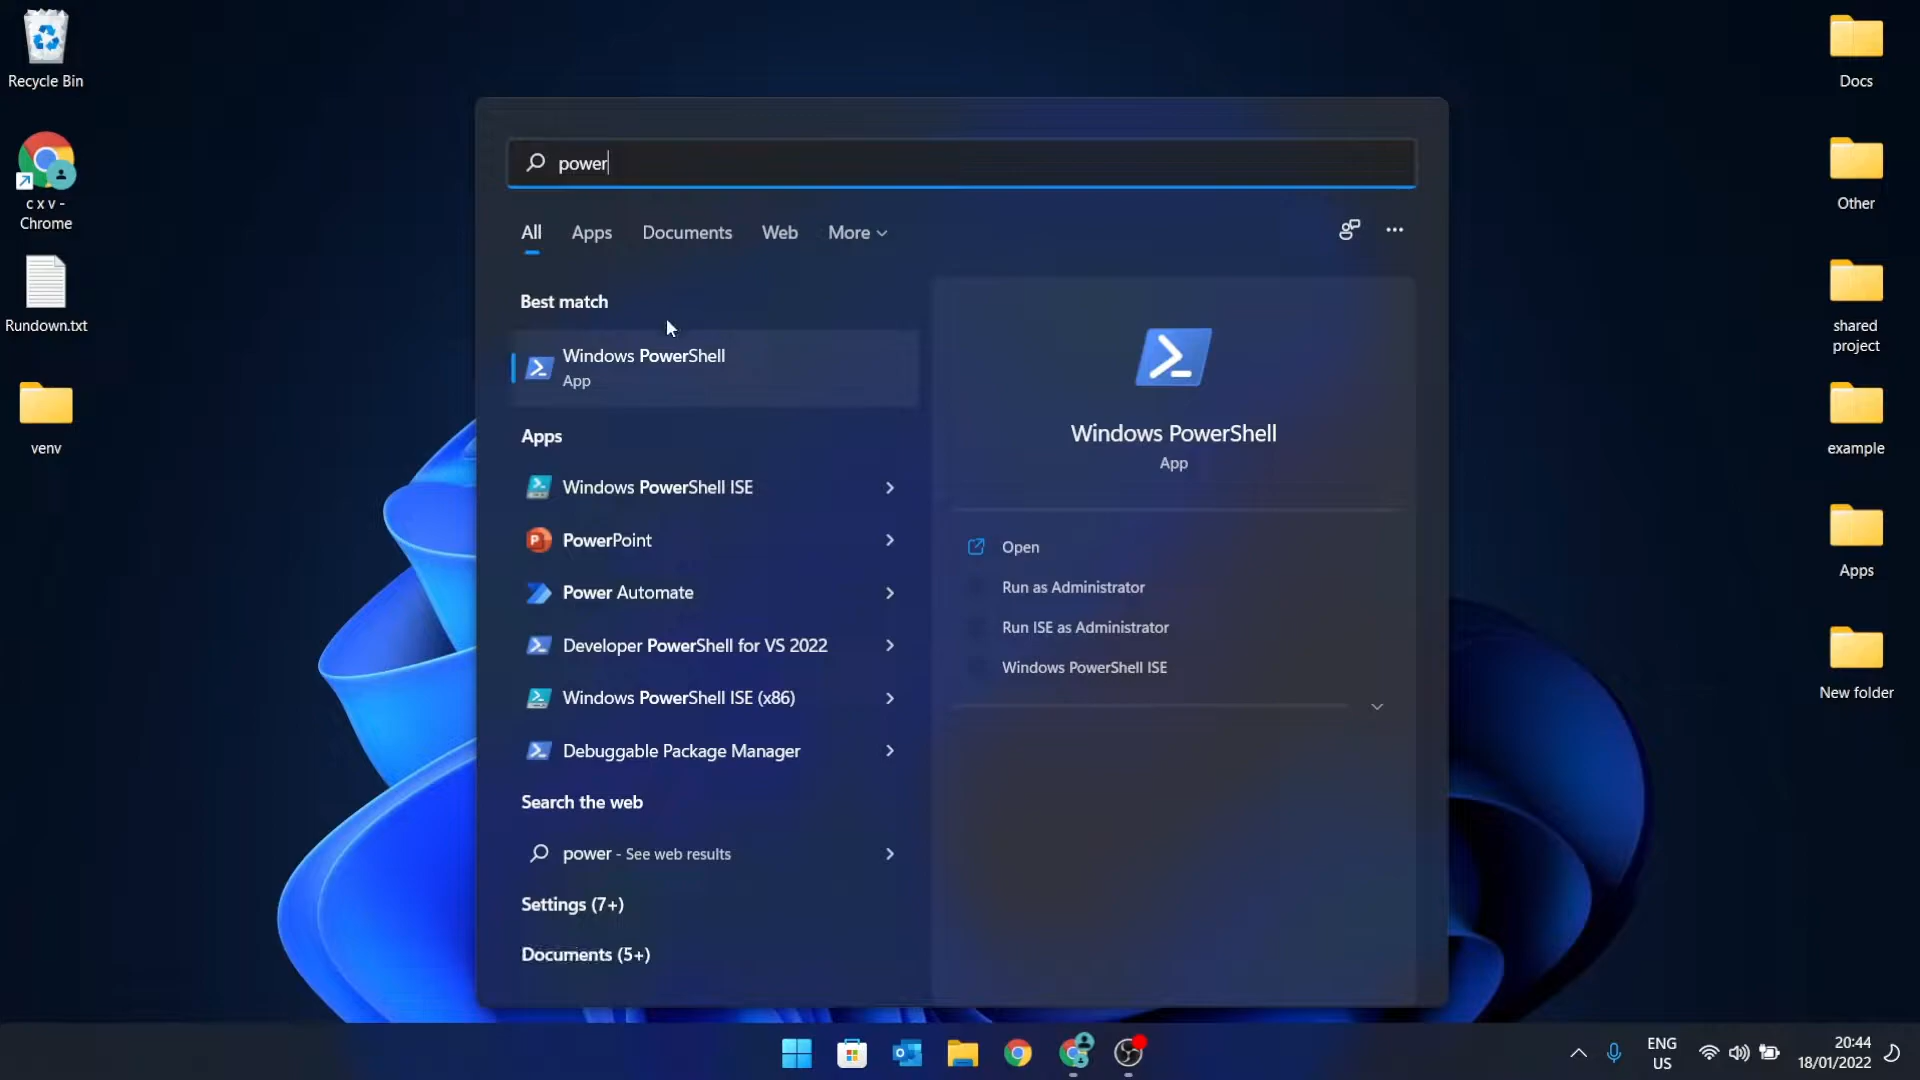 Recycle Bin
c x v -
Chrome
Rundown.txt
venv
power
All
Apps
Documents
Web
More
Best match
Windows PowerShell
App
Apps
Windows PowerShell ISE
PowerPoint
Power Automate
Developer PowerShell for VS 2022
Windows PowerShell ISE (x86)
Debuggable Package Manager
Search the web
power - See web results
Settings (7+)
Documents (5+)
Windows PowerShell
App
Open
Run as Administrator
Run ISE as Administrator
Windows PowerShell ISE
Docs
Other
shared
project
example
Apps
New folder
ENG
US
20:44
18/01/2022